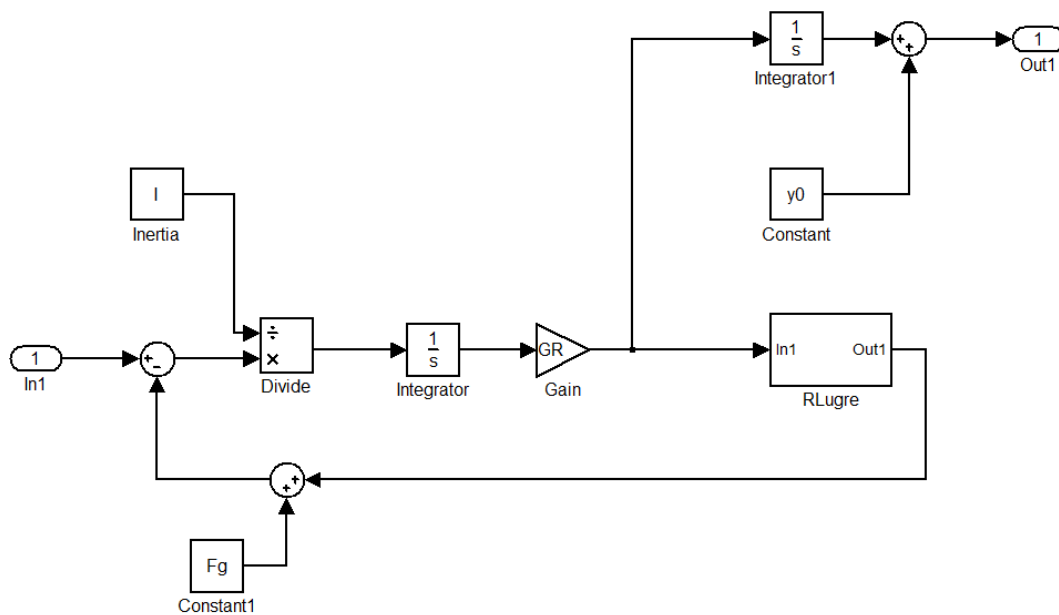 1
s
Integrator1
+
+
1
Out1
I
Inertia
y0
Constant
1
In1
+
-
÷
×
Divide
1
s
Integrator
GR
Gain
In1
Out1
RLugre
+
+
Fg
Constant1